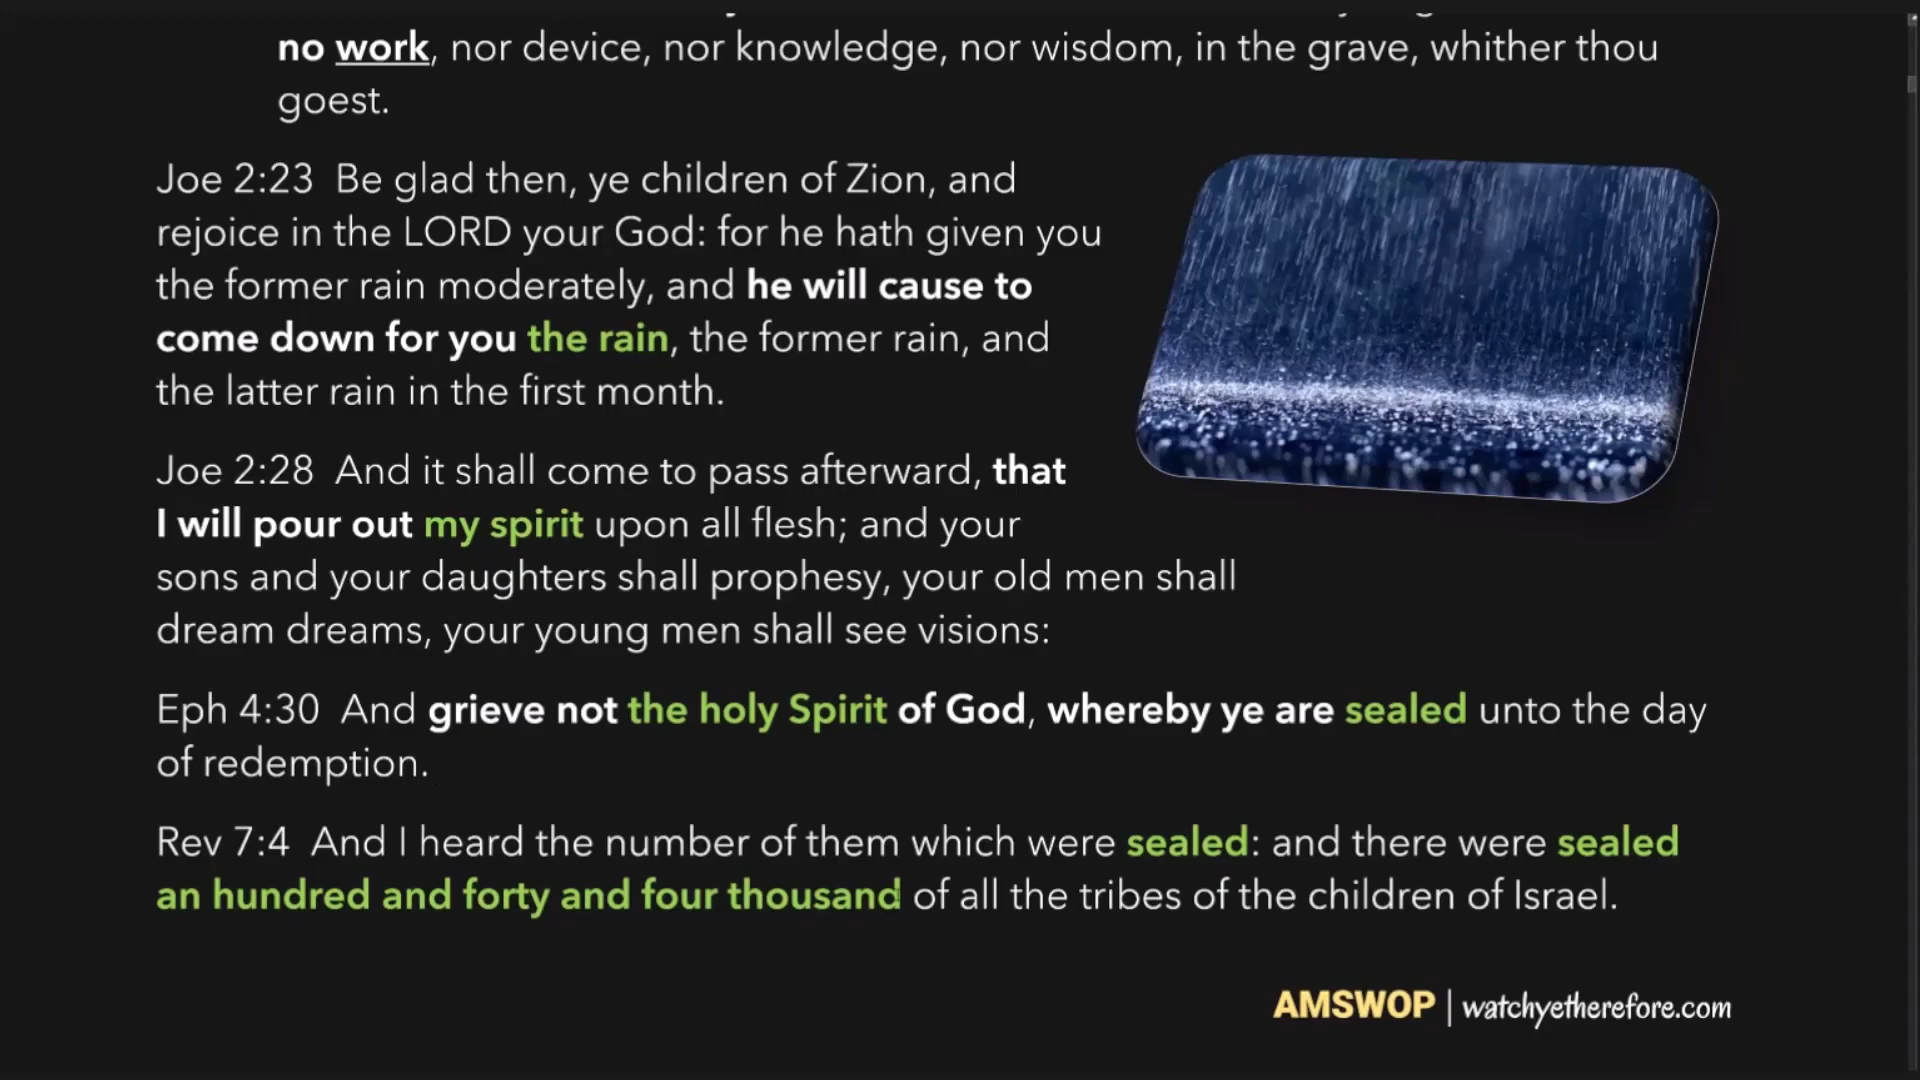 no work, nor device, nor knowledge, nor wisdom, in the grave, whither thou
goest.
Joe 2:23 Be glad then, ye children of Zion, and
rejoice in the LORD your God: for he hath given you
the former rain moderately, and he will cause to
come down for you the rain, the former rain, and
the latter rain in the first month.
Joe 2:28 And it shall come to pass afterward, that
I will pour out my spirit upon all flesh; and your
sons and your daughters shall prophesy, your old men shall
dream dreams, your young men shall see visions:
Eph 4:30 And grieve not the holy Spirit of God, whereby ye are sealed unto the day
of redemption.
Rev 7:4 And I heard the number of them which were sealed: and there were sealed
an hundred and forty and four thousand of all the tribes of the children of Israel.
AMSWOP | watchyetherefore.com